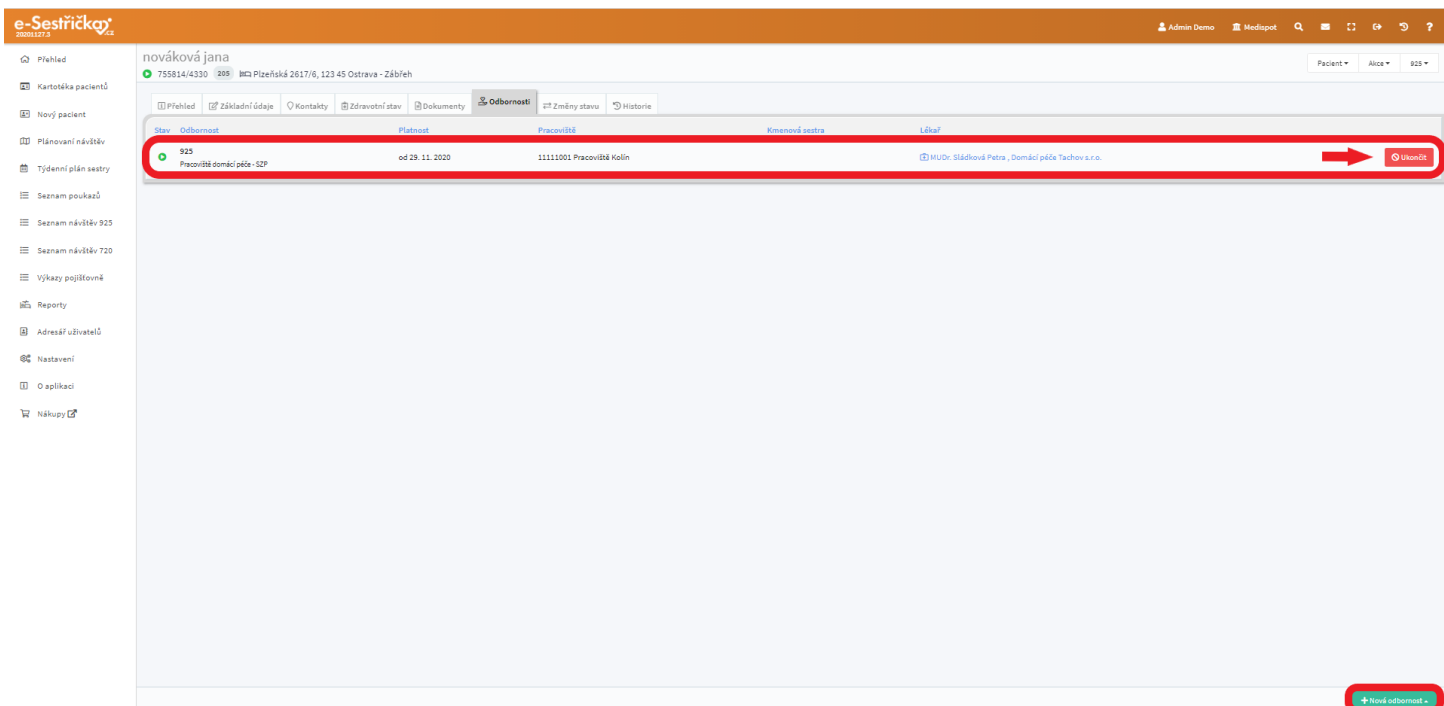 e-Sestřička.cz
20201127.3
Admin Demo Medispot ?
Přehled
Kartotéka pacientů
Nový pacient
Plánovaní návštěv
Týdenní plán sestry
Seznam poukazů
Seznam návštěv 925
Seznam návštěv 720
Výkazy pojišťovně
Reporty
Adresář uživatelů
Nastavení
O aplikaci
Nákupy
nováková jana
755814/4330 205 Plzeňská 2617/6, 123 45 Ostrava - Zábřeh
Pacient Akce 925
Přehled Základní údaje Kontakty Zdravotní stav Dokumenty Odbornosti Změny stavu Historie
Stav Odbornost Platnost Pracoviště Kmenová sestra Lékař
925
Pracoviště domácí péče - SZP
od 29. 11. 2020 11111001 Pracoviště Kolín MUDr. Sládková Petra , Domácí péče Tachov s.r.o. Ukončit
+ Nová odbornost